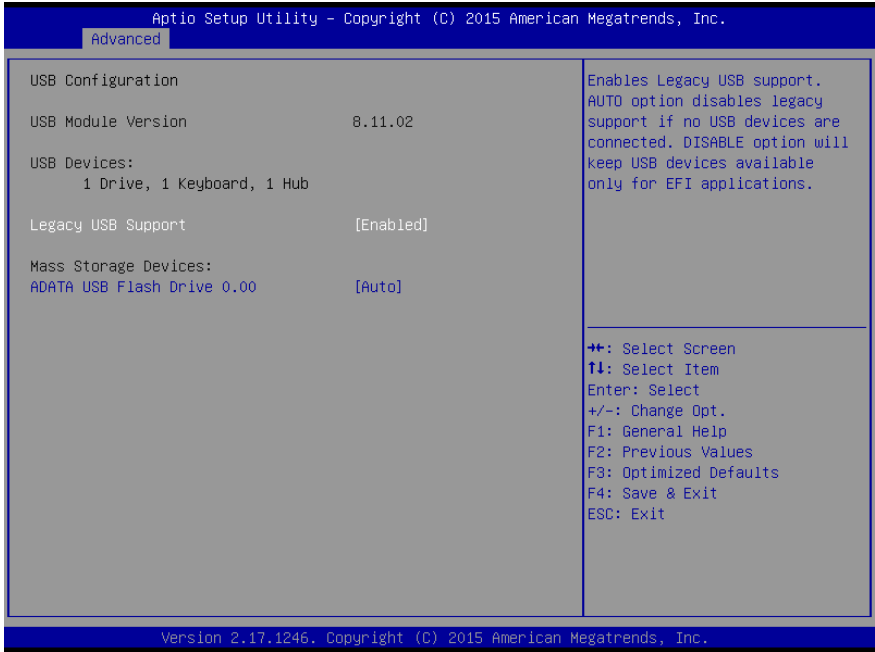 Aptio Setup Utility – Copyright (C) 2015 American Megatrends, Inc.
Advanced
USB Configuration
USB Module Version 8.11.02
USB Devices:
1 Drive, 1 Keyboard, 1 Hub
Legacy USB Support [Enabled]
Mass Storage Devices:
ADATA USB Flash Drive 0.00 [Auto]
Enables Legacy USB support.
AUTO option disables legacy
support if no USB devices are
connected. DISABLE option will
keep USB devices available
only for EFI applications.
→←: Select Screen
↑↓: Select Item
Enter: Select
+/-: Change Opt.
F1: General Help
F2: Previous Values
F3: Optimized Defaults
F4: Save & Exit
ESC: Exit
Version 2.17.1246. Copyright (C) 2015 American Megatrends, Inc.